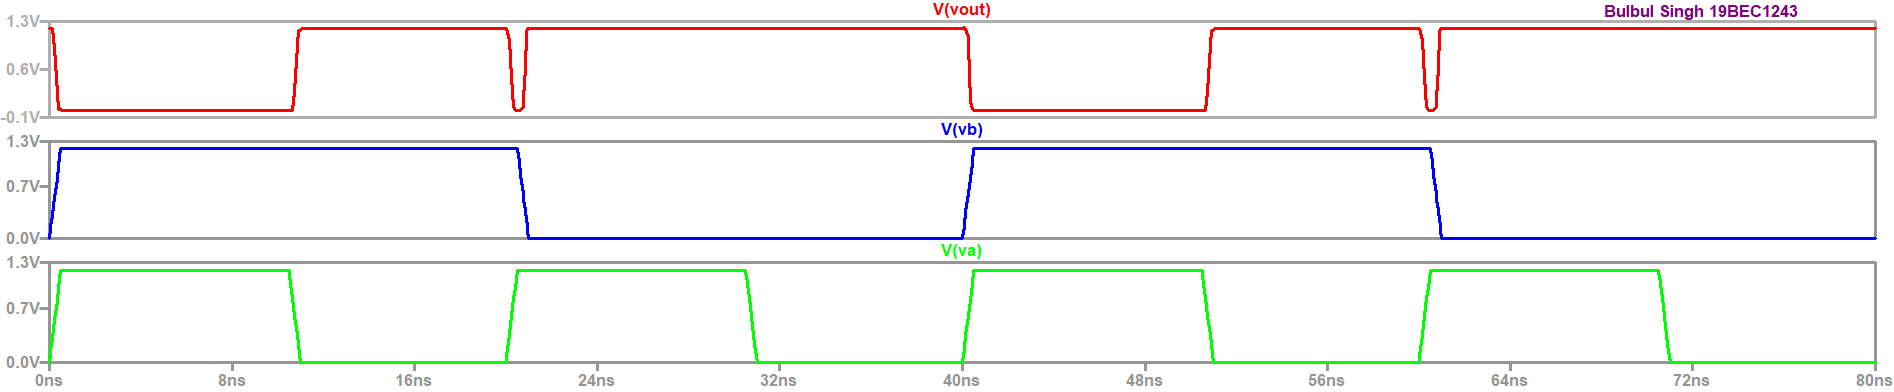 V(vout)
Bulbul Singh 19BEC1243
1.3V
0.6V
-0.1V
V(vb)
1.3V
0.7V
0.0V
V(va)
1.3V
0.7V
0.0V
0ns 8ns 16ns 24ns 32ns 40ns 48ns 56ns 64ns 72ns 80ns